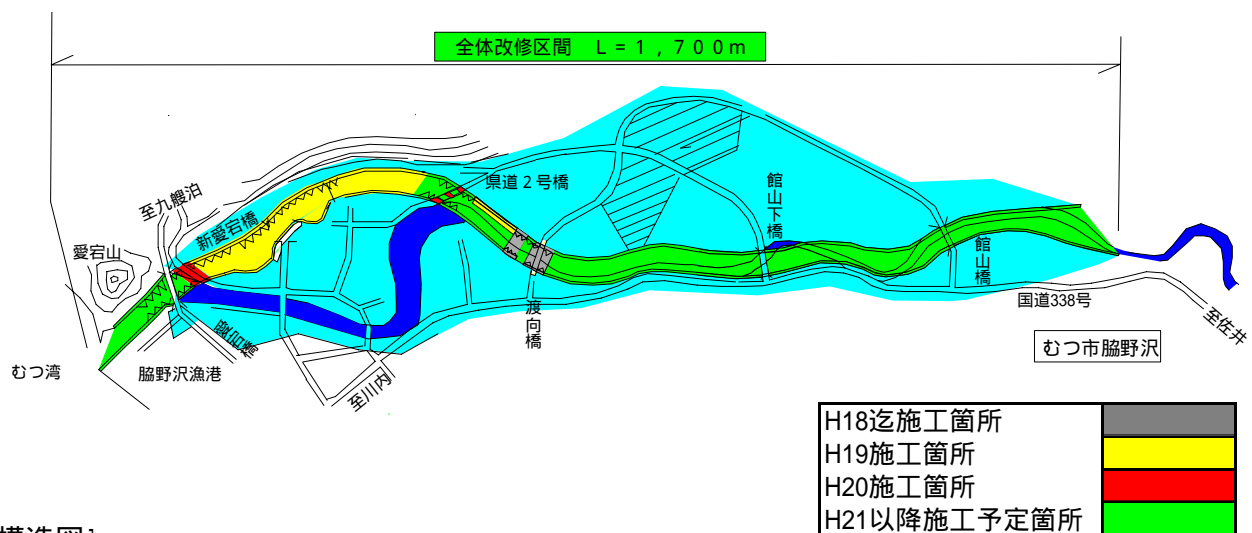 全体改修区間 L=1,700m
県道2号橋
至九艘泊
新愛宕橋
愛宕山
館山下橋
館山橋
国道338号
至佐井
渡向橋
愛宕橋
むつ湾
脇野沢漁港
至川内
むつ市脇野沢
H18迄施工箇所
H19施工箇所
H20施工箇所
H21以降施工予定箇所